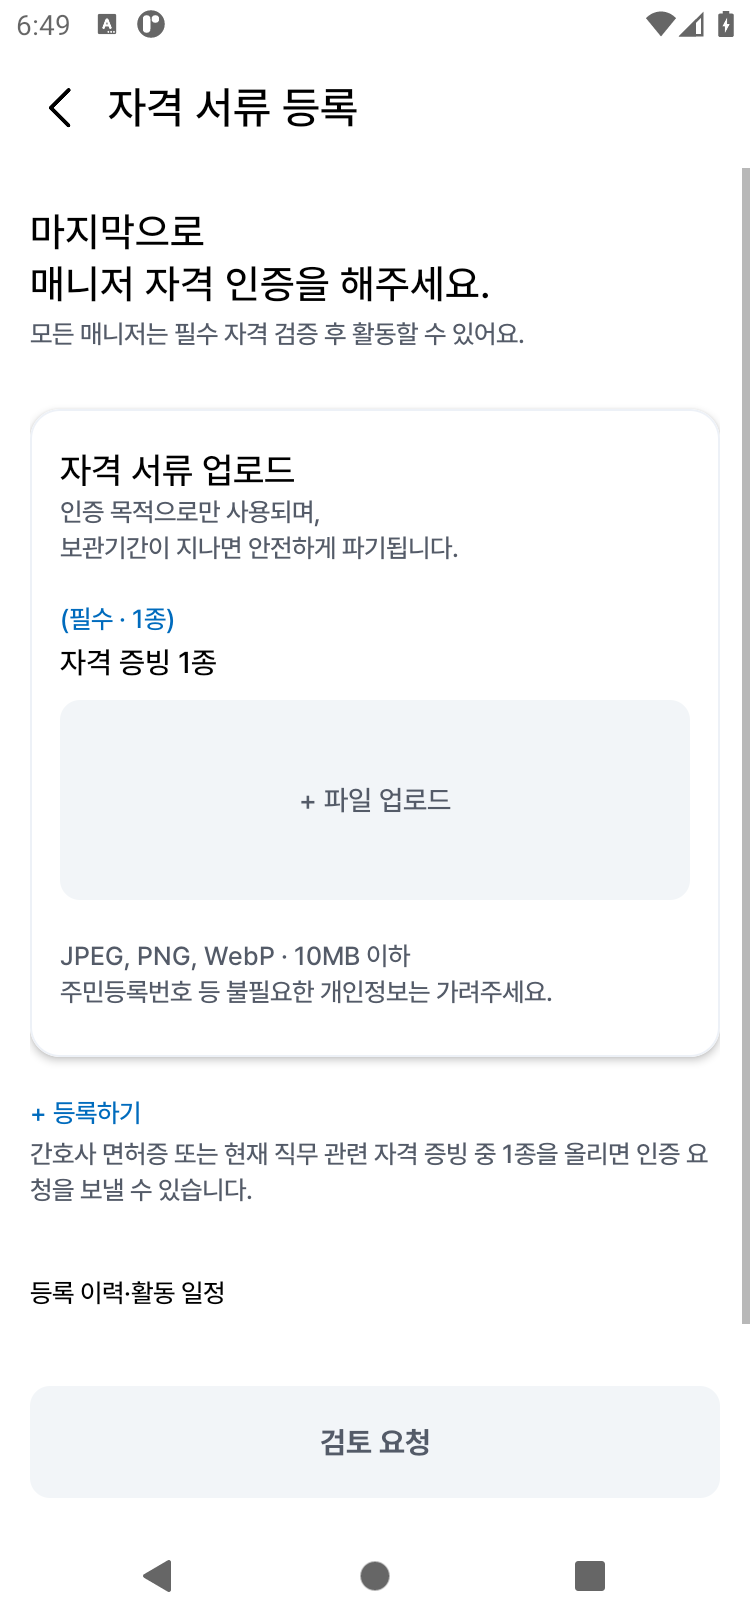 6:49
자격 서류 등록
마지막으로
매니저 자격 인증을 해주세요.
모든 매니저는 필수 자격 검증 후 활동할 수 있어요.
자격 서류 업로드
인증 목적으로만 사용되며,
보관기간이 지나면 안전하게 파기됩니다.
(필수 · 1종)
자격 증빙 1종
+ 파일 업로드
JPEG, PNG, WebP · 10MB 이하
주민등록번호 등 불필요한 개인정보는 가려주세요.
+ 등록하기
간호사 면허증 또는 현재 직무 관련 자격 증빙 중 1종을 올리면 인증 요
청을 보낼 수 있습니다.
등록 이력·활동 일정
검토 요청